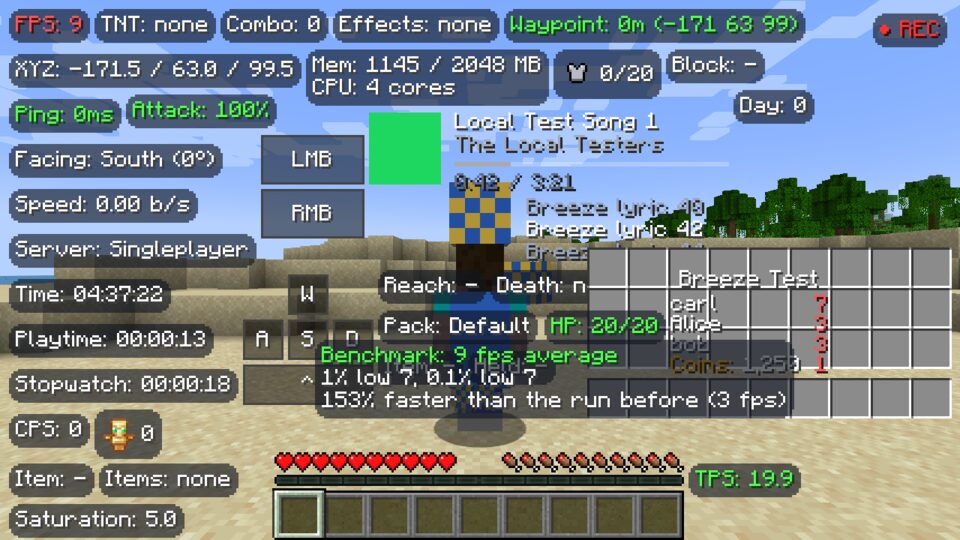 FPS: 9 TNT: none Combo: 0 Effects: none Waypoint: 0m (-171 63 99) REC
XYZ: -171.5 / 63.0 / 99.5 Mem: 1145 / 2048 MB 0/20 Block: -
CPU: 4 cores
Ping: 0ms Attack: 100% Day: 0
Local Test Song 1
The Local Testers
Facing: South (0°) LMB
0:42 / 3:21
Speed: 0.00 b/s RMB
Breeze lyric 40
Breeze lyric 42
Breeze lyric
Server: Singleplayer
Breeze Test
Time: 04:37:22 W Reach: - Death: n
carl 7
Alice 3
Playtime: 00:00:13 A S D Pack: Default HP: 20/20
bob 3
Benchmark: 9 fps average
Coins: 1,250 1
Stopwatch: 00:00:18 ^ 1% low 7, 0.1% low 7
153% faster than the run before (3 fps)
CPS: 0 0
Item: - Items: none TPS: 19.9
Saturation: 5.0